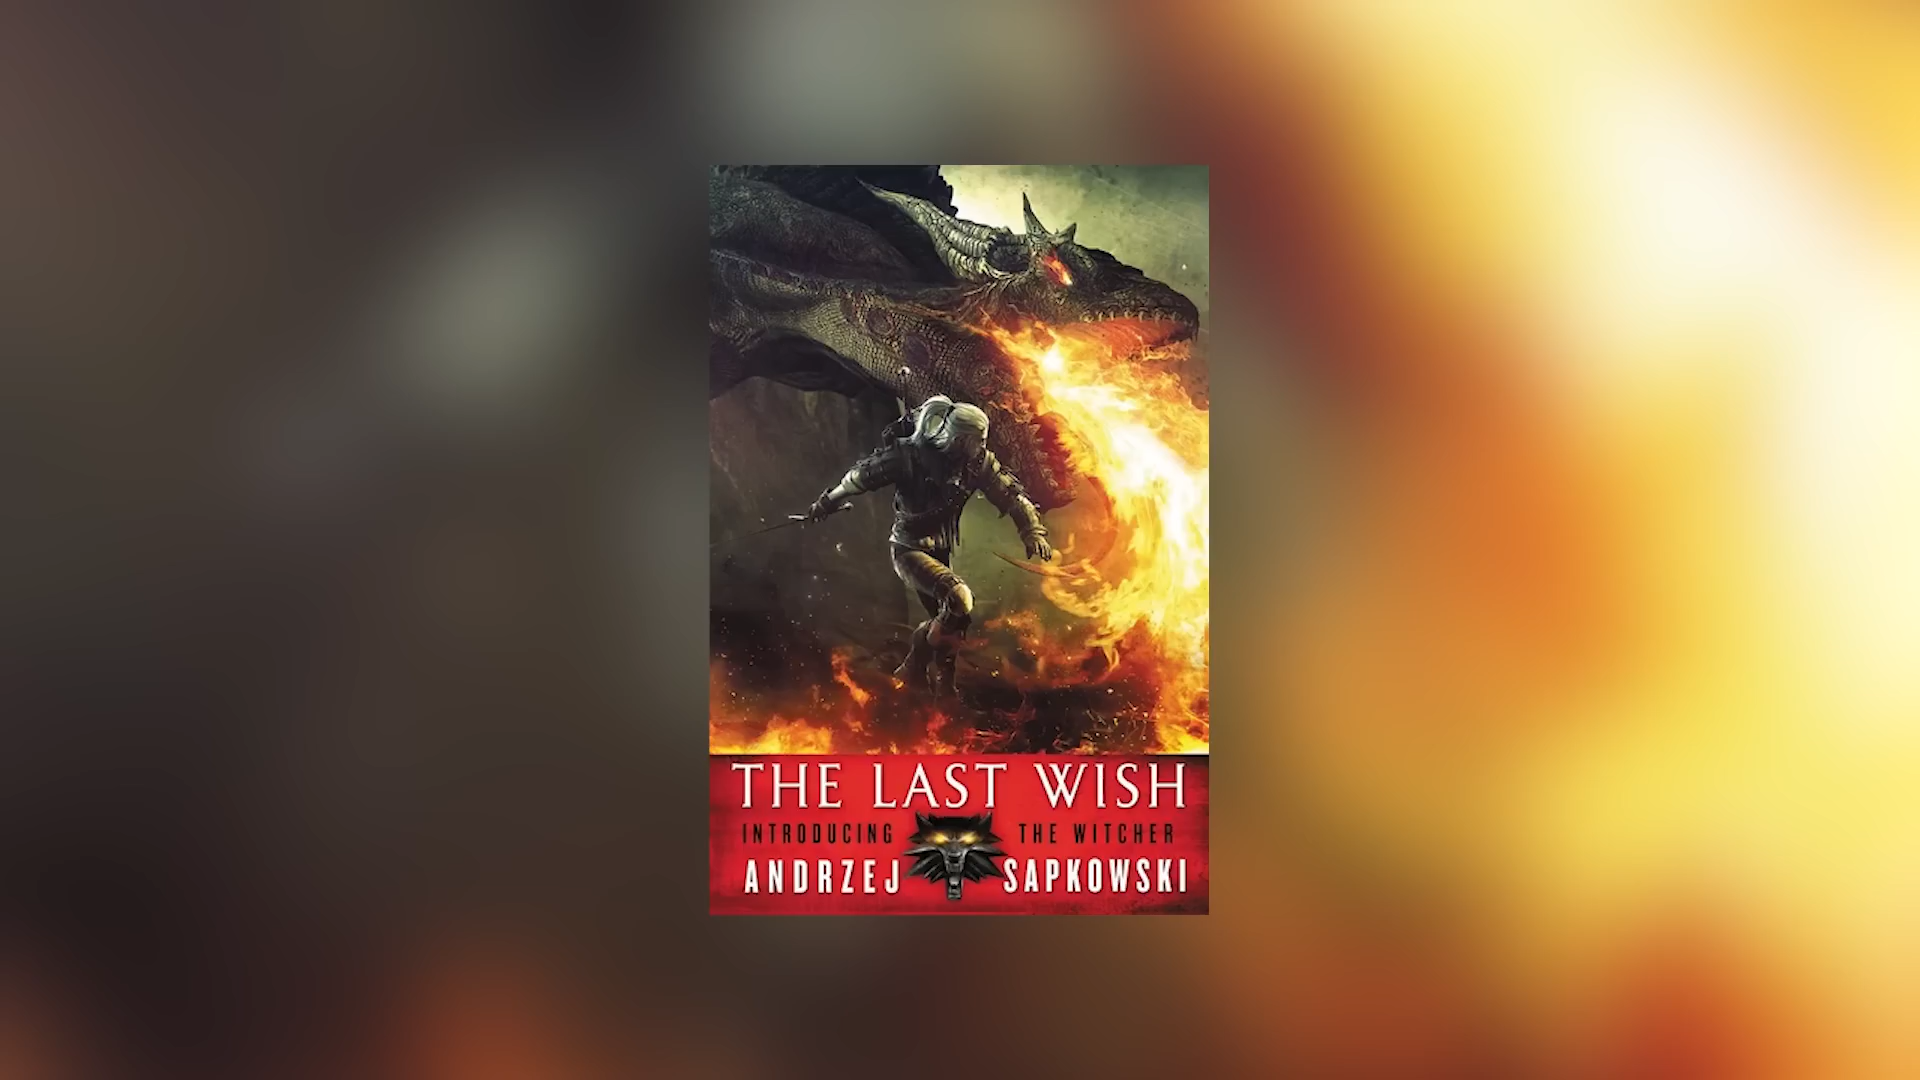 THE LAST WISH
INTRODUCING THE WITCHER
ANDRZEJ SAPKOWSKI